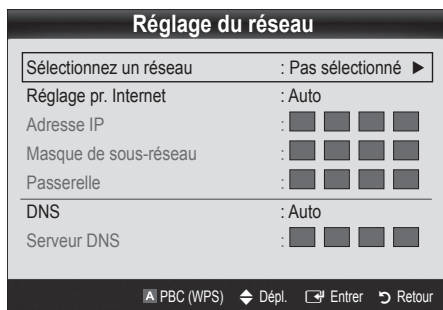 Réglage du réseau
Sélectionnez un réseau : Pas sélectionné ►
Réglage pr. Internet : Auto
Adresse IP :
Masque de sous-réseau :
Passerelle :
DNS : Auto
Serveur DNS :
A PBC (WPS) Dépl. Entrer Retour